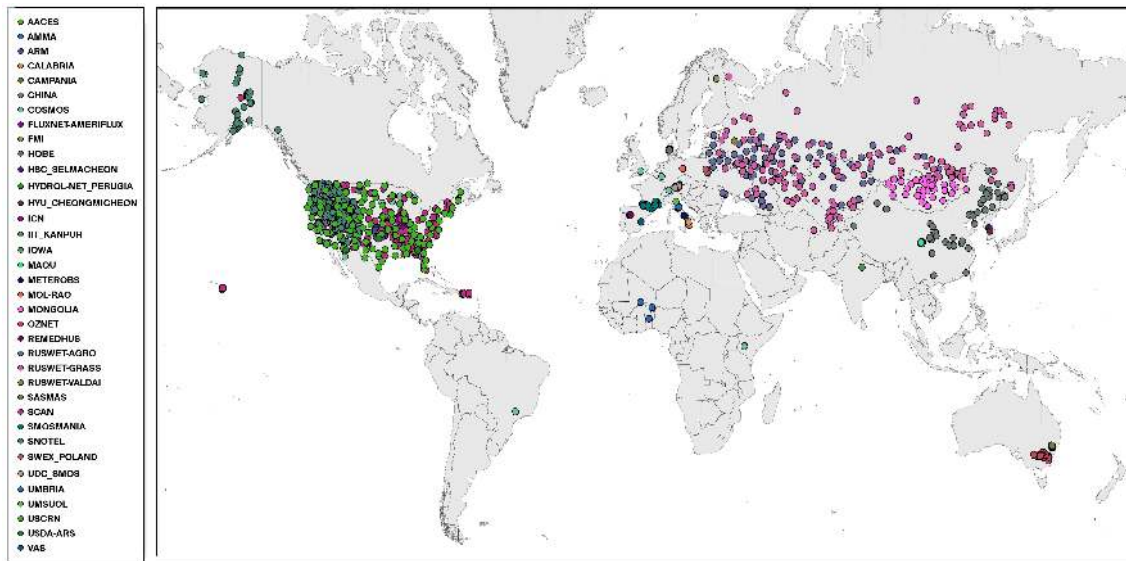 AACES
AMMA
ARM
CALABRIA
CAMPANIA
CHINA
COSMOS
FLUXNET-AMERIFLUX
FMI
HOBE
HSC_SELMACHEON
HYDROL-NET_PERUGIA
HYU_CHEONGMICHEON
ICN
IIT_KANPUR
IOWA
MAQU
METEROBS
MOL-RAO
MONGOLIA
OZNET
REMEDHUS
RUSWET-AGRO
RUSWET-GRASS
RUSWET-VALDAI
SASMAS
SCAN
SMOSMANIA
SNOTEL
SWEX_POLAND
UDC_SMOS
UMBRIA
UMSUOL
USCRN
USDA-ARS
VAS